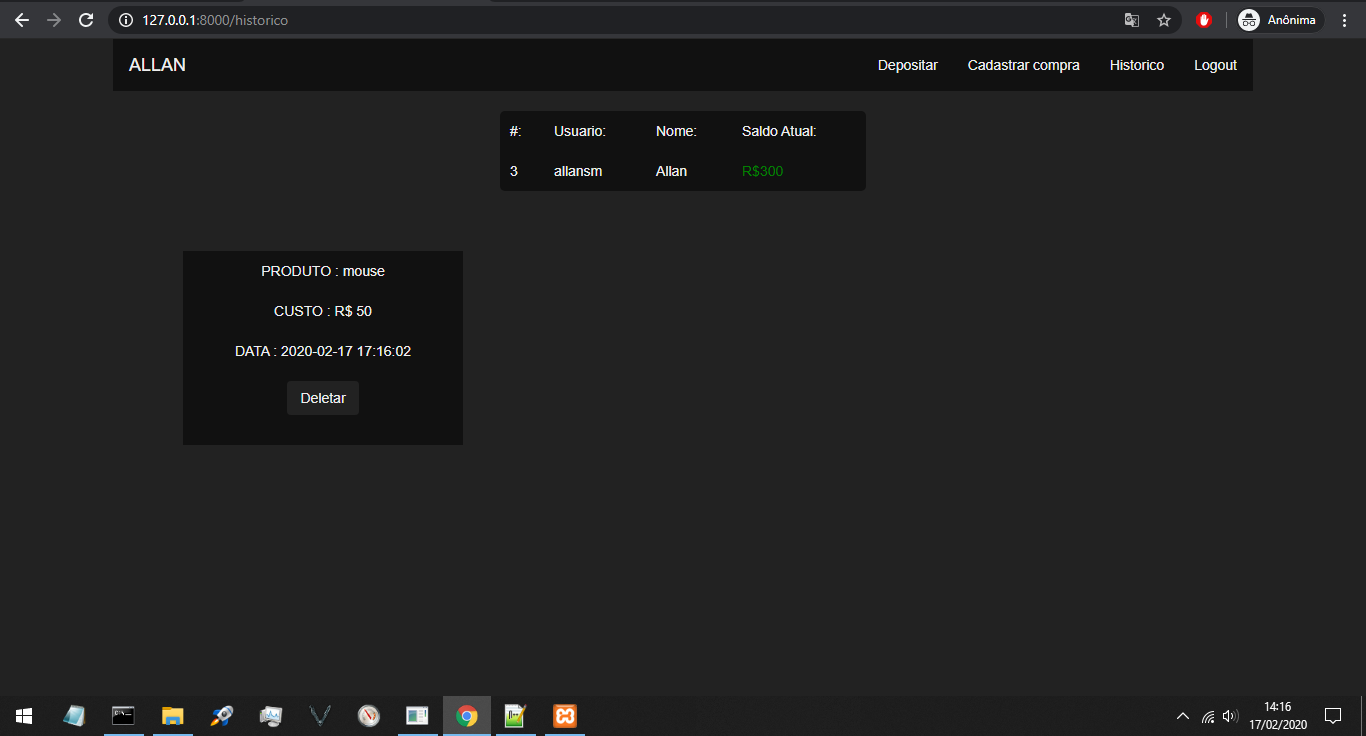 127.0.0.1:8000/historico
Anônima
ALLAN
Depositar
Cadastrar compra
Historico
Logout
#: Usuario: Nome: Saldo Atual:
3 allansm Allan R$300
PRODUTO : mouse
CUSTO : R$ 50
DATA : 2020-02-17 17:16:02
Deletar
14:16
17/02/2020